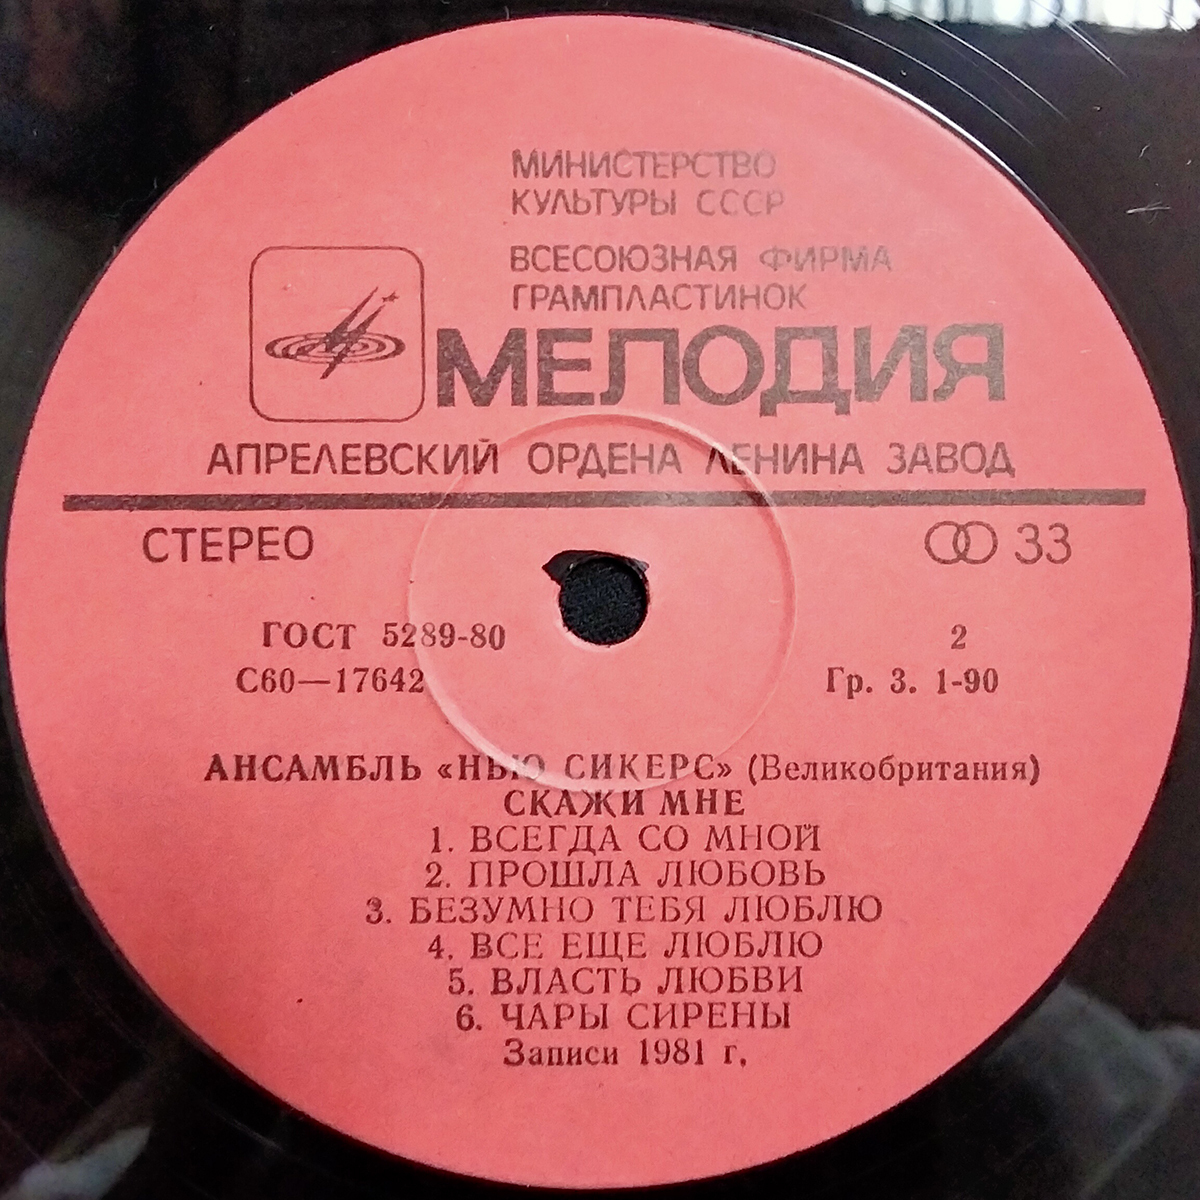 МИНИСТЕРСТВО
КУЛЬТУРЫ СССР
ВСЕСОЮЗНАЯ ФИРМА
ГРАМПЛАСТИНОК
МЕЛОДИЯ
АПРЕЛЕВСКИЙ ОРДЕНА ЛЕНИНА ЗАВОД
СТЕРЕО 33
ГОСТ 5289-80 2
С60—17642 Гр. 3. 1-90
АНСАМБЛЬ «НЬЮ СИКЕРС» (Великобритания)
СКАЖИ МНЕ
1. ВСЕГДА СО МНОЙ
2. ПРОШЛА ЛЮБОВЬ
3. БЕЗУМНО ТЕБЯ ЛЮБЛЮ
4. ВСЕ ЕЩЕ ЛЮБЛЮ
5. ВЛАСТЬ ЛЮБВИ
6. ЧАРЫ СИРЕНЫ
Записи 1981 г.